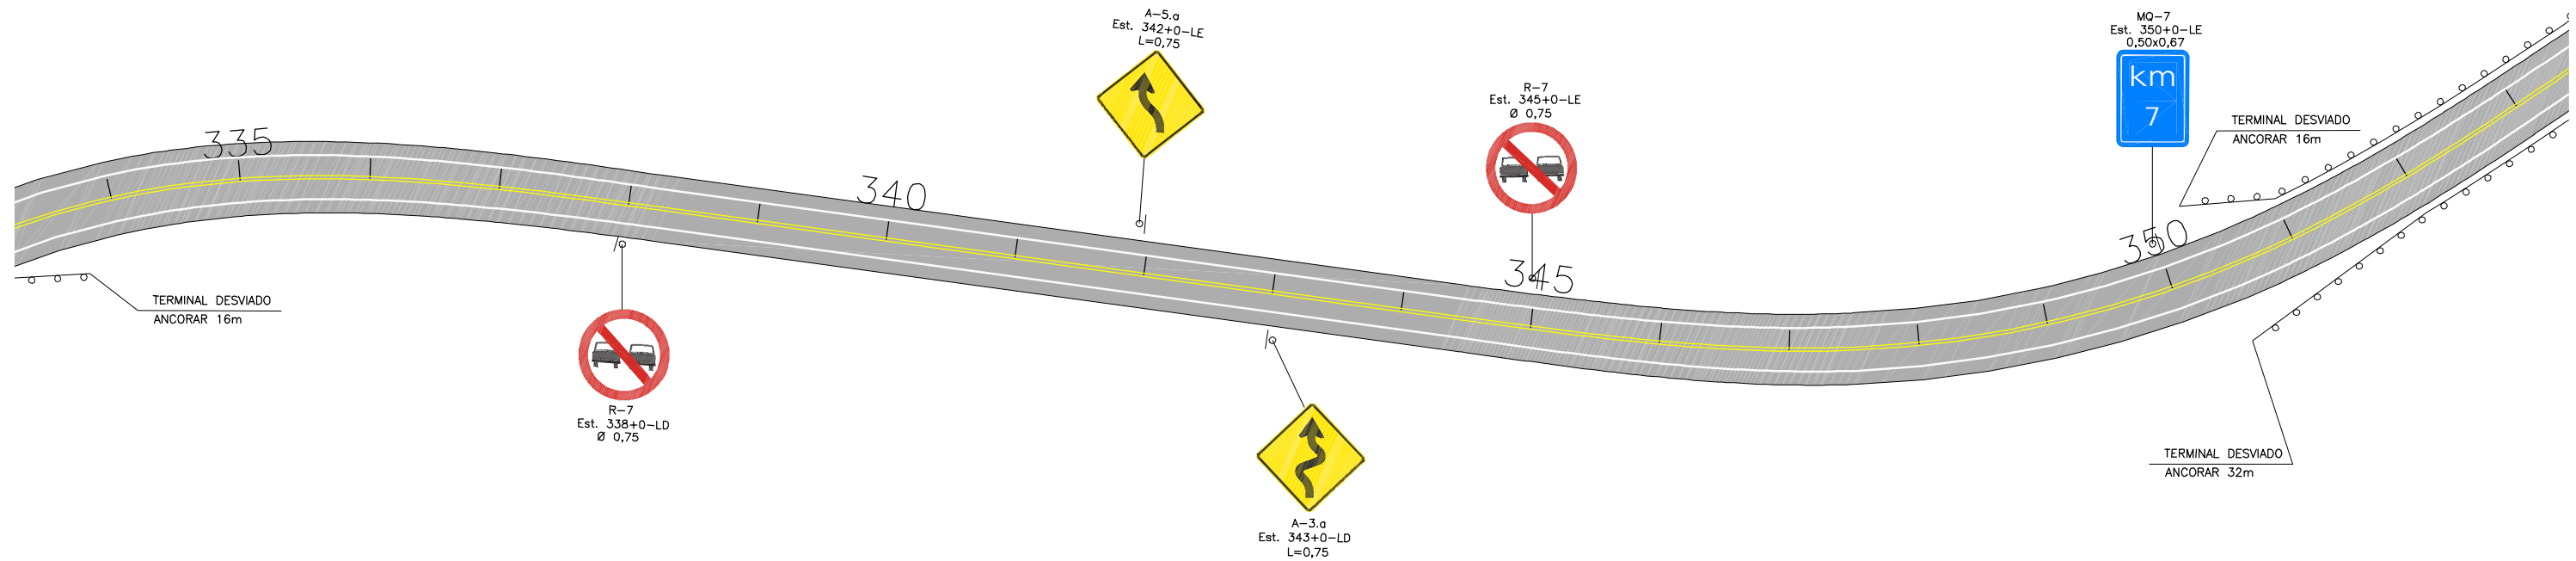 A-5.a
Est. 342+0-LE
L=0,75
MQ-7
Est. 350+0-LE
0,50x0,67
km
7
R-7
Est. 345+0-LE
Ø 0,75
TERMINAL DESVIADO
ANCORAR 16m
335
340
345
350
TERMINAL DESVIADO
ANCORAR 16m
R-7
Est. 338+0-LD
Ø 0,75
A-3.a
Est. 343+0-LD
L=0,75
TERMINAL DESVIADO
ANCORAR 32m